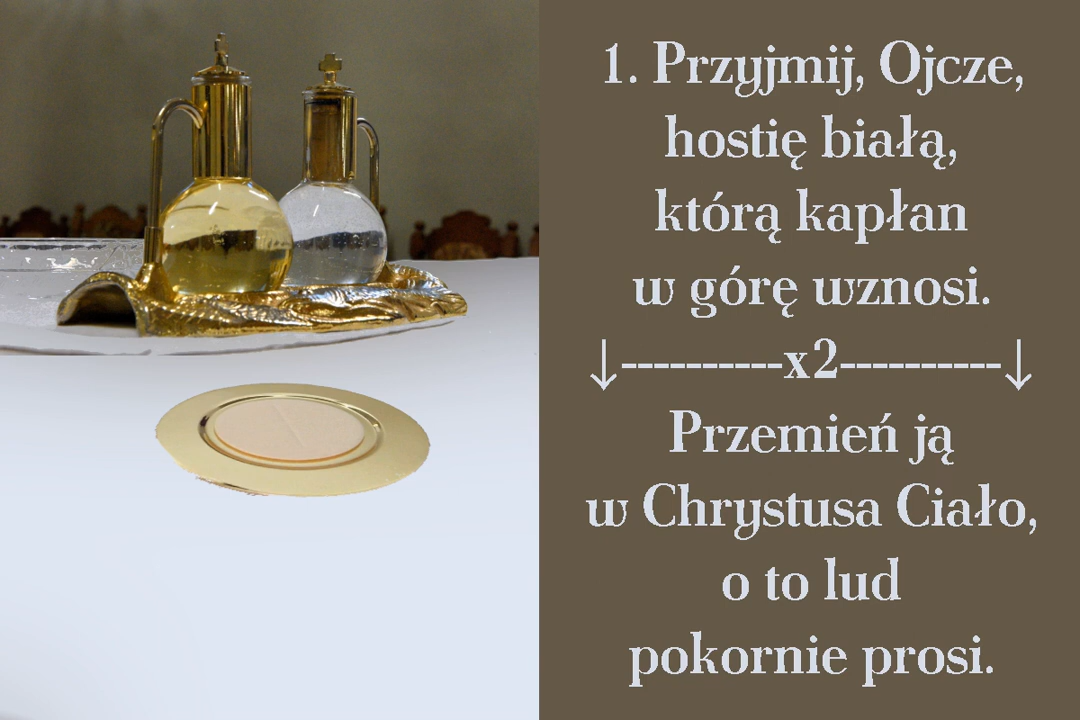 1. Przyjmij, Ojcze,
hostię białą,
którą kapłan
w górę wznosi.
↓----------x2----------↓
Przemień ją
w Chrystusa Ciało,
o to lud
pokornie prosi.